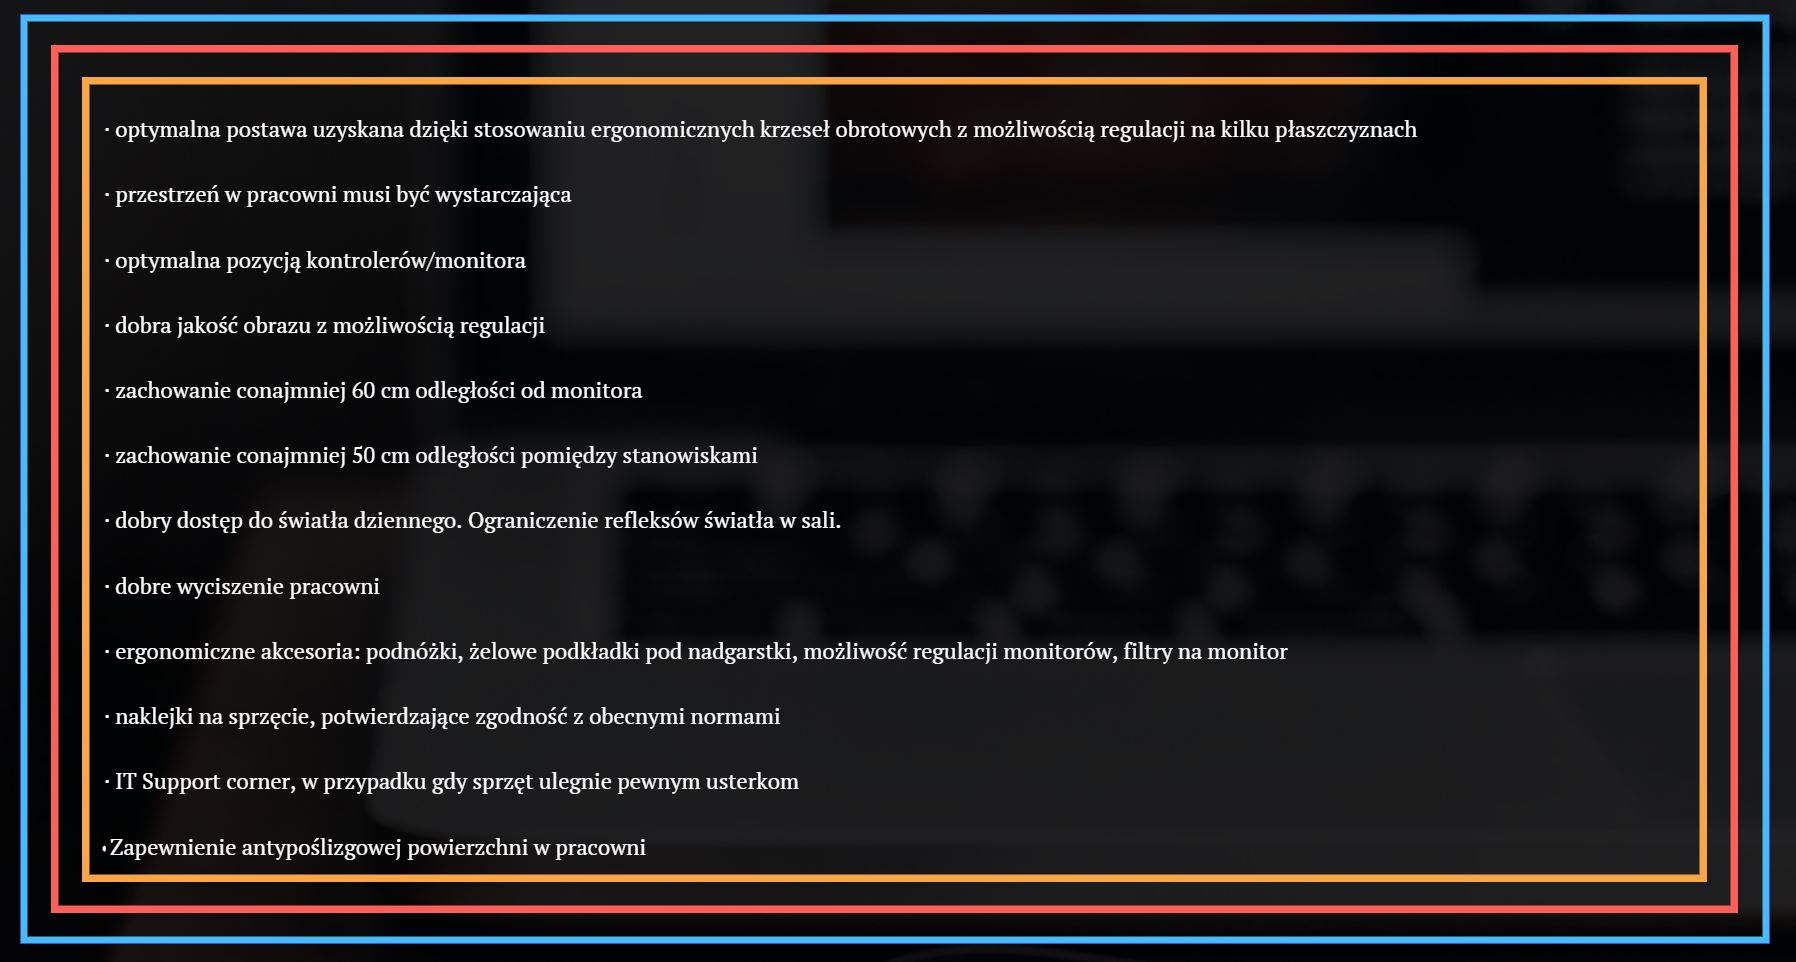 · optymalna postawa uzyskana dzięki stosowaniu ergonomicznych krzeseł obrotowych z możliwością regulacji na kilku płaszczyznach
· przestrzeń w pracowni musi być wystarczająca
· optymalna pozycją kontrolerów/monitora
· dobra jakość obrazu z możliwością regulacji
· zachowanie conajmniej 60 cm odległości od monitora
· zachowanie conajmniej 50 cm odległości pomiędzy stanowiskami
· dobry dostęp do światła dziennego. Ograniczenie refleksów światła w sali.
· dobre wyciszenie pracowni
· ergonomiczne akcesoria: podnóżki, żelowe podkładki pod nadgarstki, możliwość regulacji monitorów, filtry na monitor
· naklejki na sprzęcie, potwierdzające zgodność z obecnymi normami
· IT Support corner, w przypadku gdy sprzęt ulegnie pewnym usterkom
·Zapewnienie antypoślizgowej powierzchni w pracowni